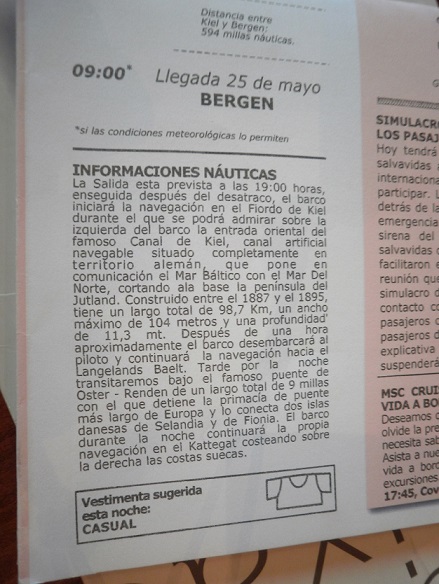 Distancia entre
Kiel y Bergen:
594 millas náuticas.
09:00*
Llegada 25 de mayo
BERGEN
*si las condiciones meteorológicas lo permiten
INFORMACIONES NÁUTICAS
La Salida esta prevista a las 19:00 horas,
enseguida después del desatraco, el barco
iniciará la navegación en el Fiordo de Kiel
durante el que se podrá admirar sobre la
izquierda del barco la entrada oriental del
famoso Canal de Kiel, canal artificial
navegable situado completamente en
territorio alemán, que pone en
comunicación el Mar Báltico con el Mar Del
Norte, cortando ala base la península del
Jutland. Construido entre el 1887 y el 1895,
tiene un largo total de 98,7 Km, un ancho
máximo de 104 metros y una profundidad
de 11,3 mt. Después de una hora
aproximadamente el barco desembarcará al
piloto y continuará la navegación hacia el
Langelands Baelt. Tarde por la noche
transitaremos bajo el famoso puente de
Oster - Renden de un largo total de 9 millas
con el que detiene la primacía de puente
más largo de Europa y lo conecta dos islas
danesas de Selandia y de Fionia. El barco
durante la noche continuará la propia
navegación en el Kattegat costeando sobre
la derecha las costas suecas.
Vestimenta sugerida
esta noche:
CASUAL
SIMULACRO
LOS PASAJ
Hoy tendrá
salvavidas
internaciona
participar.
detrás de la
emergencia
sirena del
salvavidas
facilitaron
reunión que
simulacro d
contacto co
pasajeros
pasajeros d
explicativa
suspenderá
MSC CRUI
VIDA A BO
Deseamos
olvide la pre
necesita sab
Asista a nue
vida a bord
excursiones
17:45, Cov